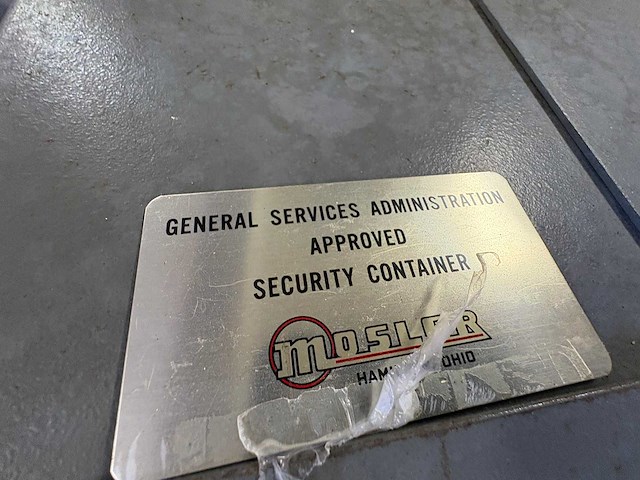 GENERAL SERVICES ADMINISTRATION
APPROVED
SECURITY CONTAINER
MOSLER
OHIO